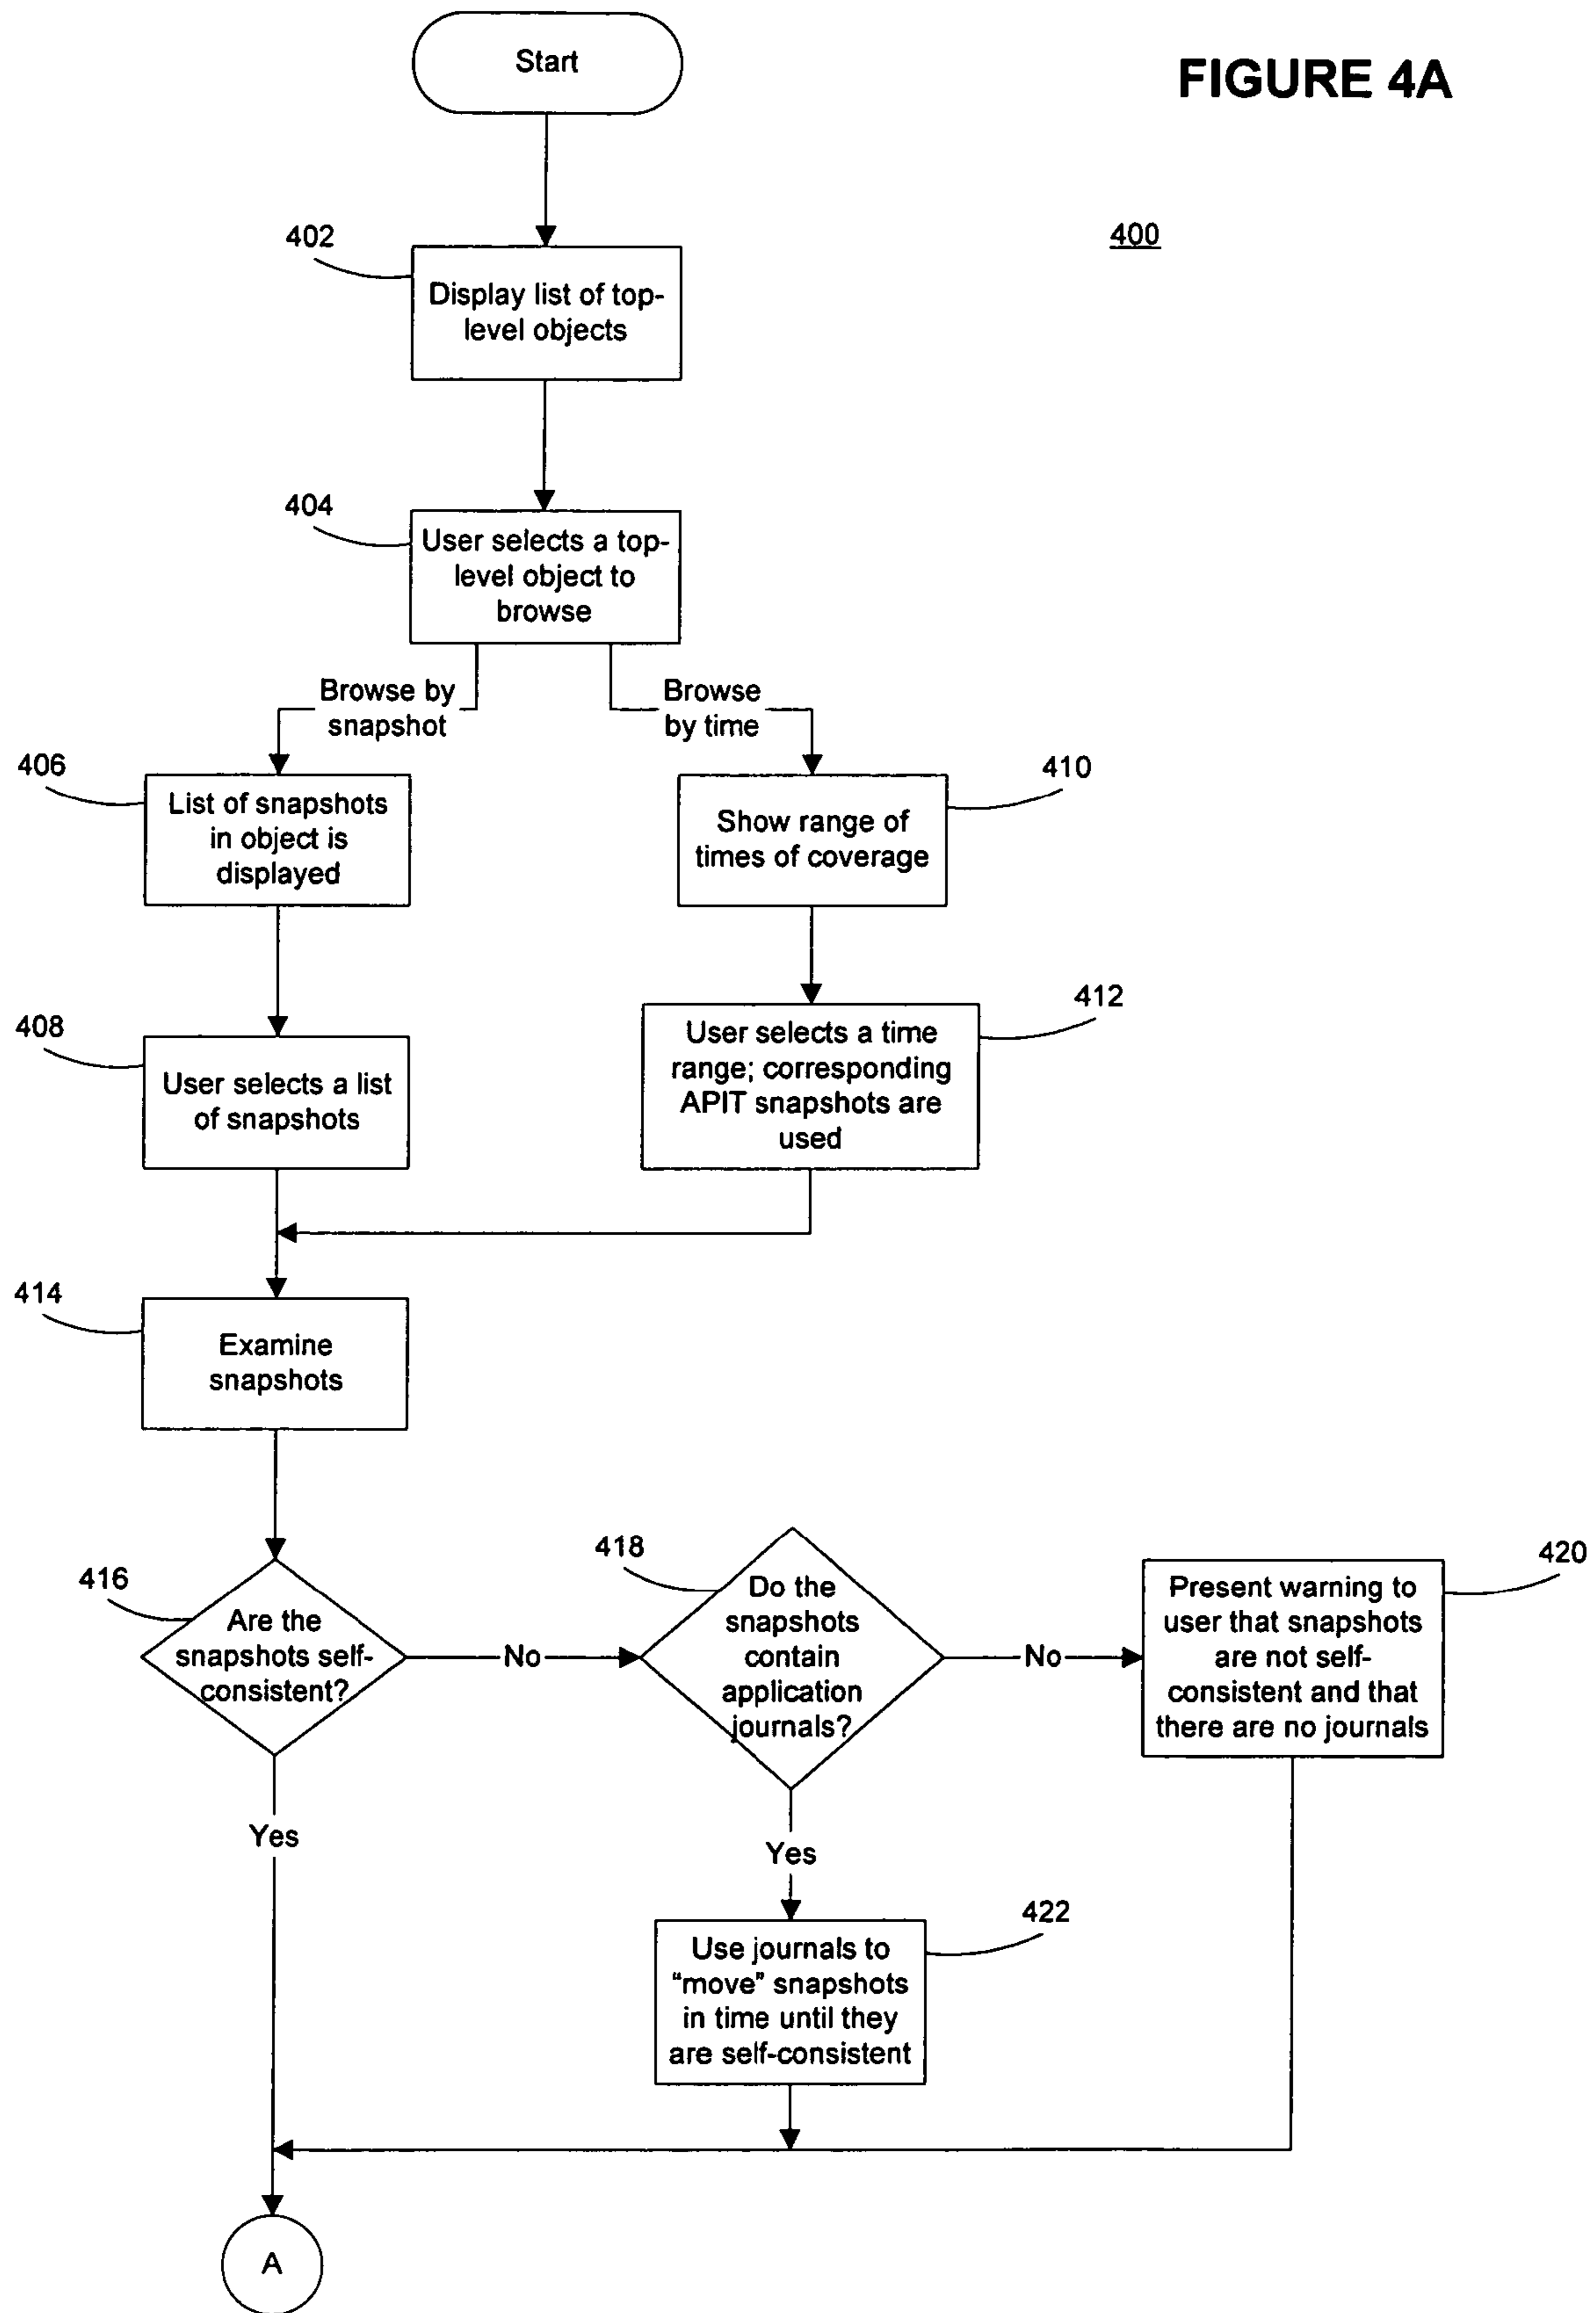 Start
FIGURE 4A
400
402
Display list of top-
level objects
404
User selects a top-
level object to
browse
Browse by
snapshot
Browse
by time
406
List of snapshots
in object is
displayed
410
Show range of
times of coverage
408
User selects a list
of snapshots
412
User selects a time
range; corresponding
APIT snapshots are
used
414
Examine
snapshots
416
Are the
snapshots self-
consistent?
No
418
Do the
snapshots
contain
application
journals?
No
420
Present warning to
user that snapshots
are not self-
consistent and that
there are no journals
Yes
Yes
422
Use journals to
“move” snapshots
in time until they
are self-consistent
A